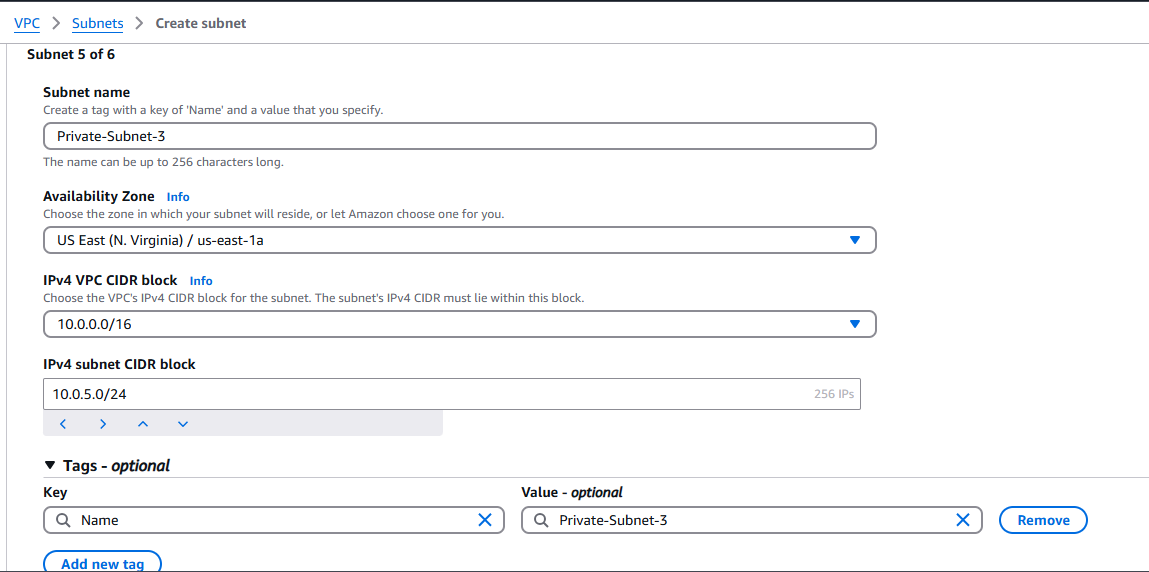 VPC > Subnets > Create subnet
Subnet 5 of 6
Subnet name
Create a tag with a key of 'Name' and a value that you specify.
Private-Subnet-3
The name can be up to 256 characters long.
Availability Zone Info
Choose the zone in which your subnet will reside, or let Amazon choose one for you.
US East (N. Virginia) / us-east-1a
IPv4 VPC CIDR block Info
Choose the VPC's IPv4 CIDR block for the subnet. The subnet's IPv4 CIDR must lie within this block.
10.0.0.0/16
IPv4 subnet CIDR block
10.0.5.0/24 256 IPs
Tags - optional
Key Value - optional
Name Private-Subnet-3 Remove
Add new tag